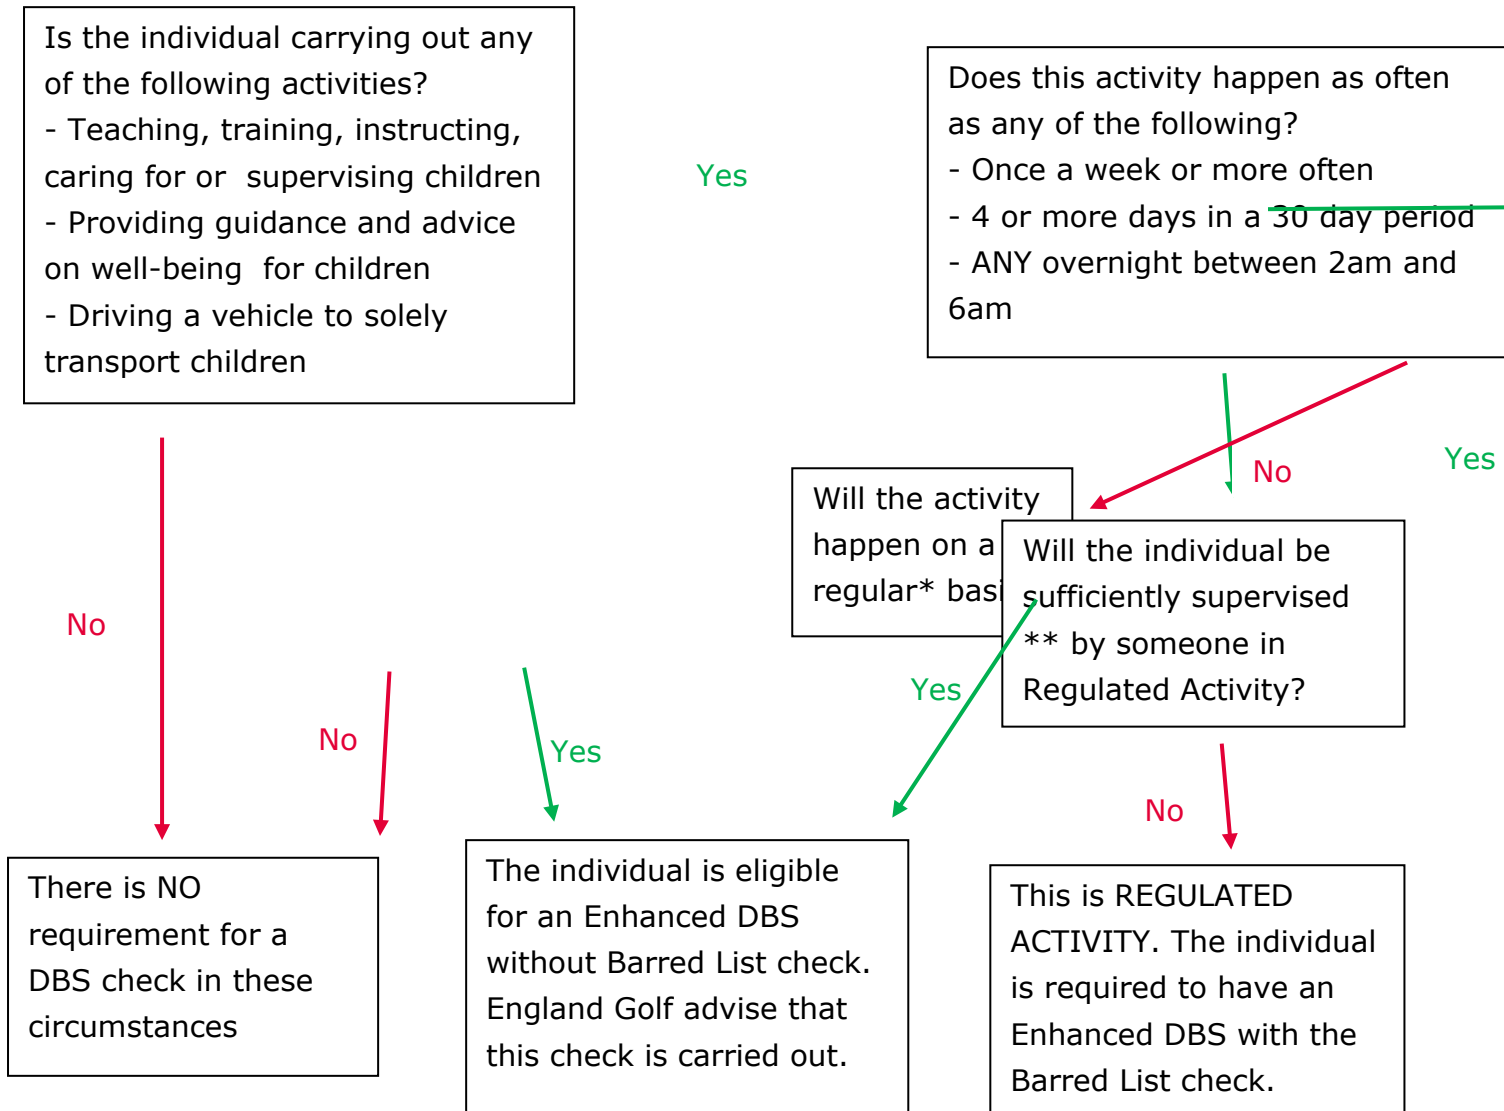 Is the individual carrying out any
of the following activities?
- Teaching, training, instructing,
caring for or  supervising children
- Providing guidance and advice
on well-being  for children
- Driving a vehicle to solely
transport children
Yes
Does this activity happen as often
as any of the following?
- Once a week or more often
- 4 or more days in a 30 day period
- ANY overnight between 2am and
6am
No
Yes
Will the activity
happen on a
regular* basi
Will the individual be
sufficiently supervised
** by someone in
Regulated Activity?
No
No
Yes
Yes
No
There is NO
requirement for a
DBS check in these
circumstances
The individual is eligible
for an Enhanced DBS
without Barred List check.
England Golf advise that
this check is carried out.
This is REGULATED
ACTIVITY. The individual
is required to have an
Enhanced DBS with the
Barred List check.